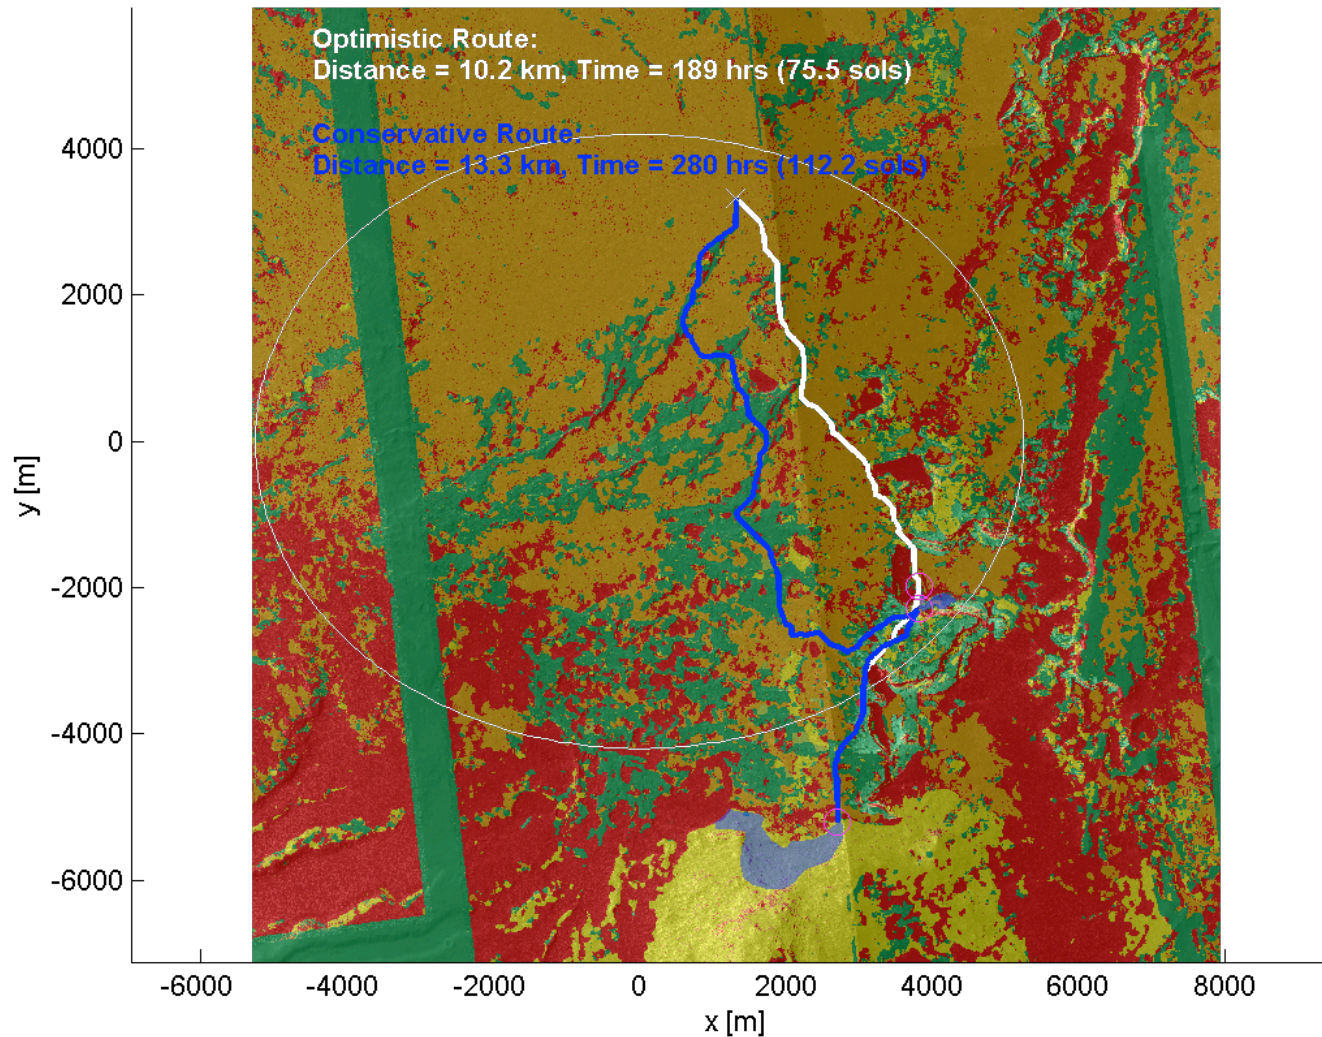 Optimistic Route:
Distance = 10.2 km, Time = 189 hrs (75.5 sols)
Conservative Route:
Distance = 13.3 km, Time = 280 hrs (112.2 sols)
4000
2000
0
-2000
-4000
-6000
y [m]
-6000 -4000 -2000 0 2000 4000 6000 8000
x [m]